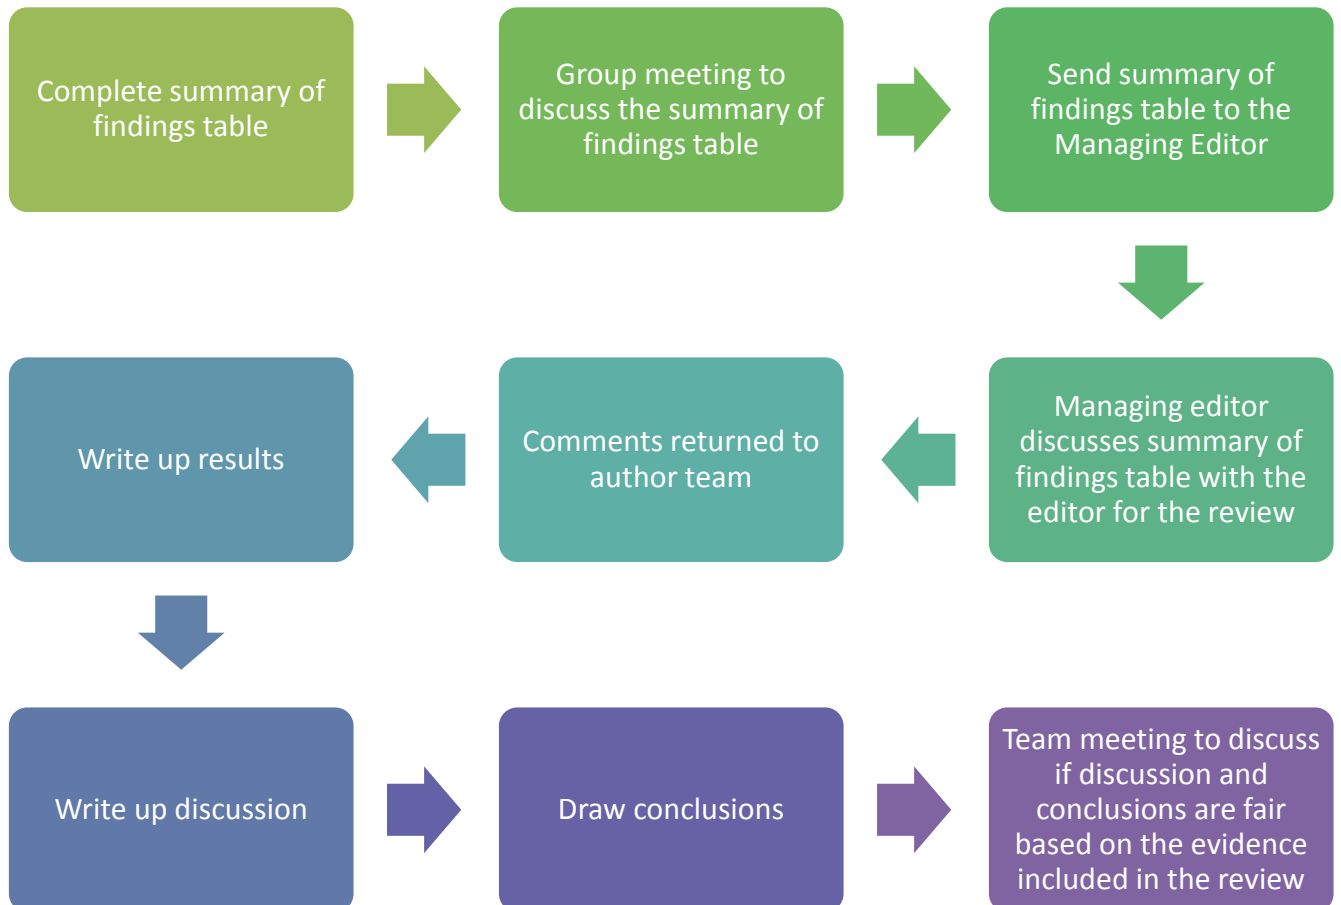 Complete summary of
findings table
Group meeting to
discuss the summary of
findings table
Send summary of
findings table to the
Managing Editor
Managing editor
discusses summary of
findings table with the
editor for the review
Comments returned to
author team
Write up results
Write up discussion
Draw conclusions
Team meeting to discuss
if discussion and
conclusions are fair
based on the evidence
included in the review